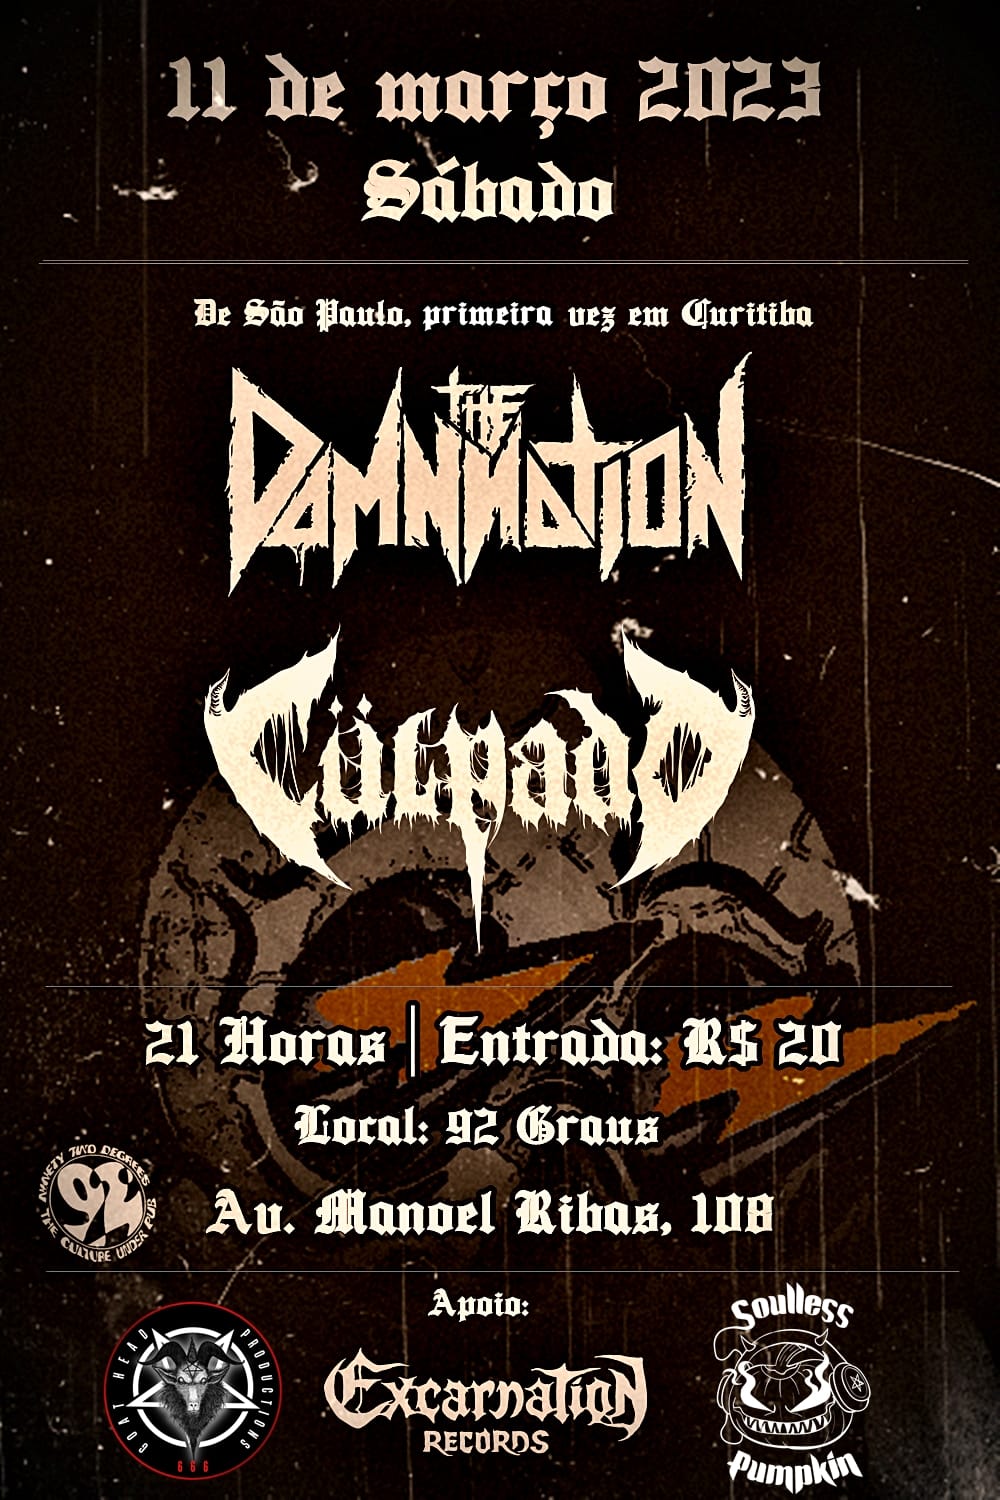 11 de março 2023
Sábado
De São Paulo, primeira vez em Curitiba
THE
DAMNNATION
Cülpado
21 Horas | Entrada: R$ 20
Local: 92 Graus
NINETY TWO DEGREES
92°
THE CULTURE UNDER PUB
Av. Manoel Ribas, 108
Apoio:
GOAT HEAD PRODUCTIONS
666
Excarnation
RECORDS
Soulless
Pumpkin